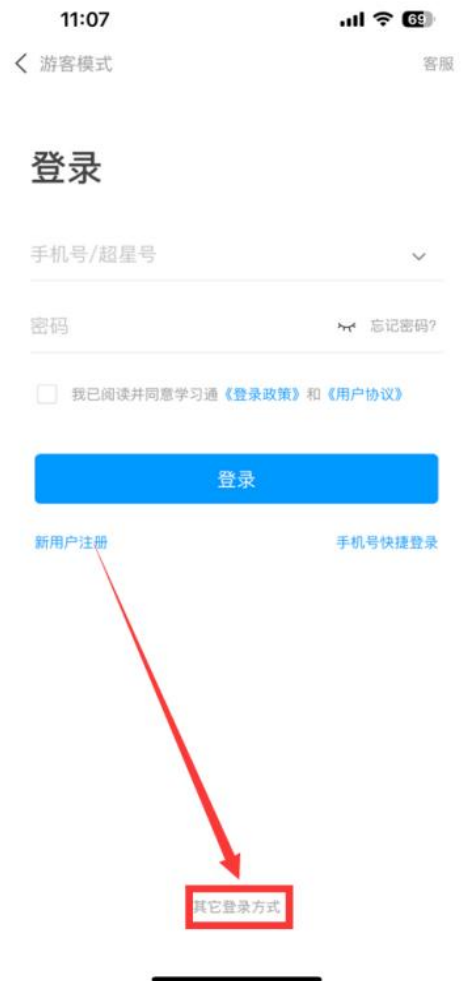 11:07 69
游客模式 客服
登录
手机号/超星号
密码 忘记密码?
我已阅读并同意学习通《登录政策》和《用户协议》
登录
新用户注册 手机号快捷登录
其它登录方式